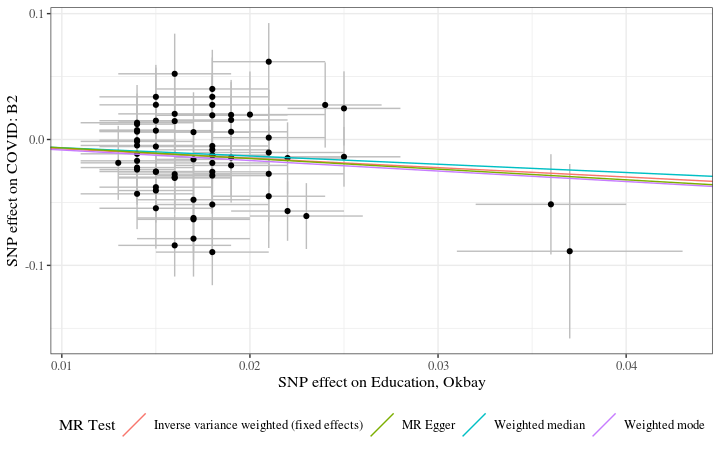 0.1
0.0
-0.1
SNP effect on COVID: B2
0.01 0.02 0.03 0.04
SNP effect on Education, Okbay
MR Test Inverse variance weighted (fixed effects) MR Egger Weighted median Weighted mode